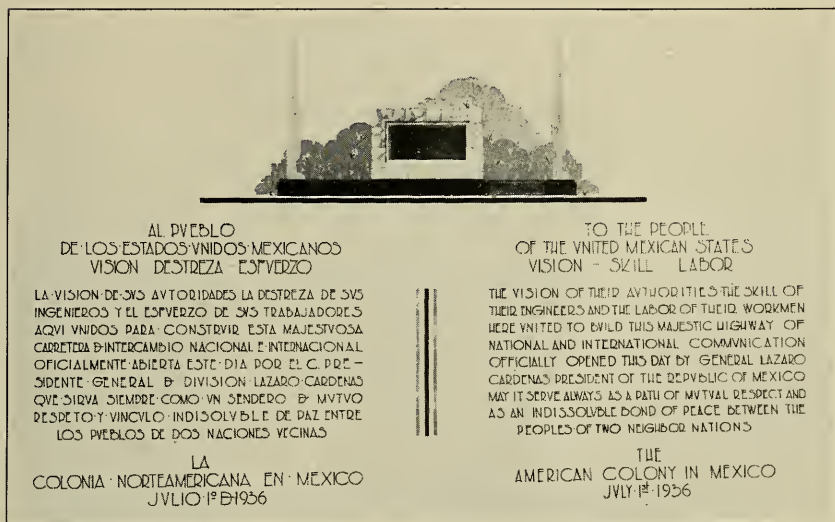 AL PVEBLO
DE·LOS·ESTADOS·VNIDOS·MEXICANOS
VISION DESTREZA - ESFVERZO
LA·VISION·DE·SVS AVTORIDADES LA DESTREZA DE SVS
INGENIEROS Y EL ESFVERZO DE SVS TRABAJADORES
AQVI VNIDOS PARA·CONSTRVIR ESTA MAJESTVOSA
CARRETERA DE INTERCAMBIO NACIONAL E INTERNACIONAL
OFICIALMENTE·ABIERTA ESTE·DIA POR EL C. PRE-
SIDENTE·GENERAL DE DIVISION·LAZARO·CARDENAS
QVE·SIRVA SIEMPRE·COMO·VN SENDERO DE MVTVO
RESPETO·Y·VINCVLO·INDISOLVBLE DE PAZ ENTRE
LOS PVEBLOS DE DOS NACIONES VECINAS
LA
COLONIA·NORTEAMERICANA EN·MEXICO
JVLIO·1º DE·1936
TO THE PEOPLE
OF THE VNITED MEXICAN STATES
VISION - SKILL LABOR
THE VISION OF THEIR AVTHORITIES·THE SKILL OF
THEIR ENGINEERS AND THE LABOR OF THEIR WORKMEN
HERE VNITED TO BVILD THIS MAJESTIC HIGHWAY OF
NATIONAL AND INTERNATIONAL COMMVNICATION
OFFICIALLY OPENED THIS DAY BY GENERAL LAZARO
CARDENAS PRESIDENT OF THE REPVBLIC OF MEXICO
MAY IT SERVE ALWAYS AS A PATH OF MVTVAL RESPECT AND
AS AN INDISSOLVBLE BOND OF PEACE BETWEEN THE
PEOPLES·OF TWO NEIGHBOR NATIONS
THE
AMERICAN COLONY IN MEXICO
JVLY·1st·1936